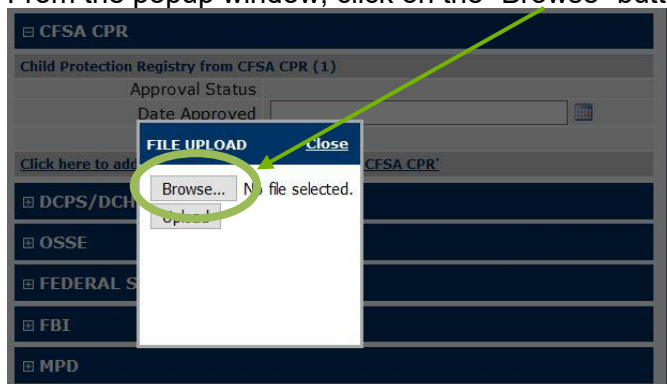 From the popup window, click on the "Browse" butt
⊟ CFSA CPR
Child Protection Registry from CFSA CPR (1)
Approval Status
Date Approved
FILE UPLOAD Close
Click here to add CFSA CPR'
Browse... No file selected.
⊞ DCPS/DCH
Upload
⊞ OSSE
⊞ FEDERAL S
⊞ FBI
⊞ MPD